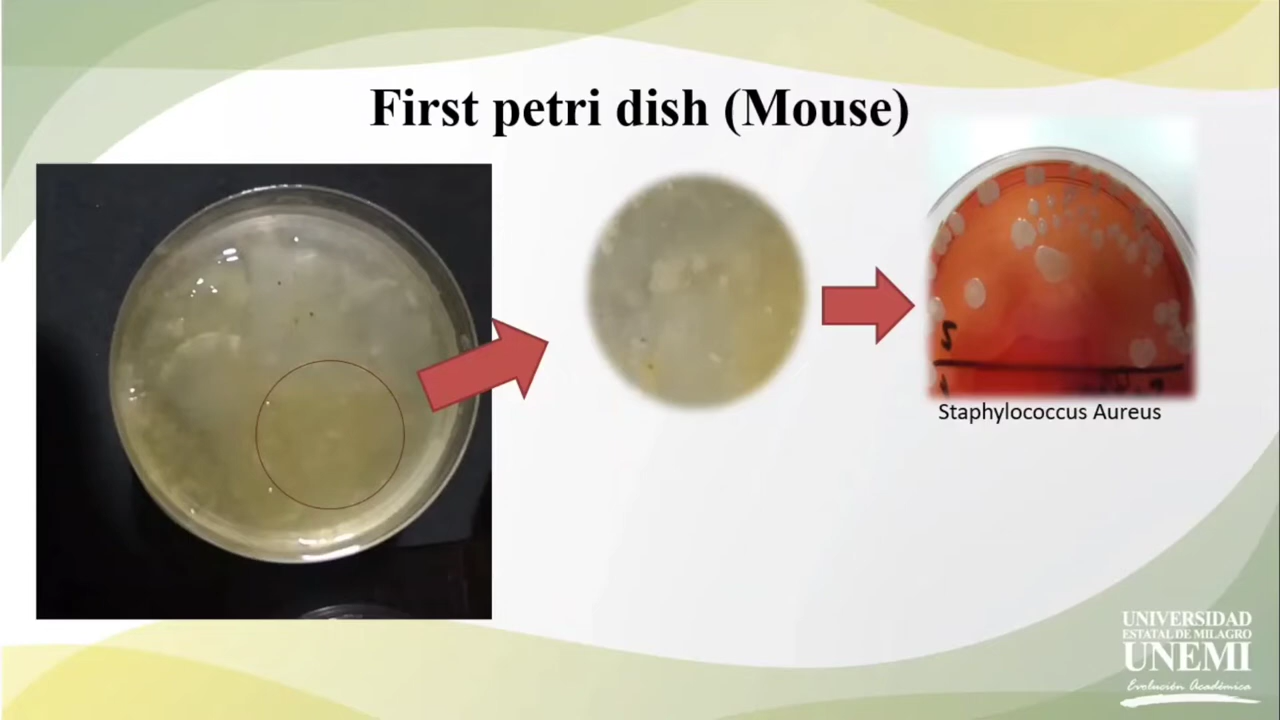 First petri dish (Mouse)
Staphylococcus Aureus
UNIVERSIDAD
ESTATAL DE MILAGRO
UNEMI
Evolución Académica